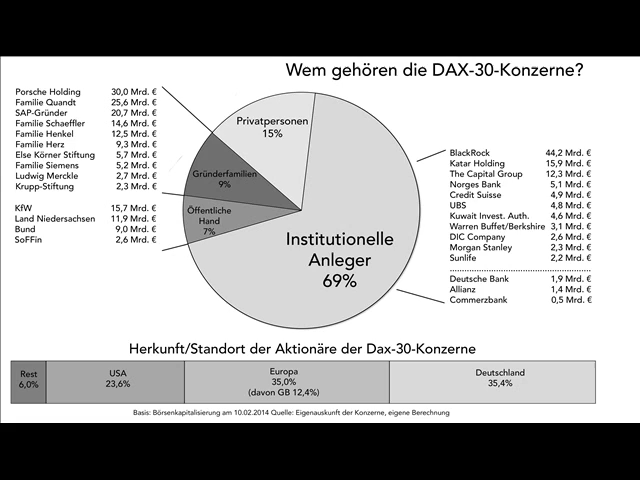 Wem gehören die DAX-30-Konzerne?
Porsche Holding 30,0 Mrd. €
Familie Quandt 25,6 Mrd. €
SAP-Gründer 20,7 Mrd. €
Familie Schaeffler 14,6 Mrd. €
Familie Henkel 12,5 Mrd. €
Familie Herz 9,3 Mrd. €
Else Körner Stiftung 5,7 Mrd. €
Familie Siemens 5,2 Mrd. €
Ludwig Merckle 2,7 Mrd. €
Krupp-Stiftung 2,3 Mrd. €
KfW 15,7 Mrd. €
Land Niedersachsen 11,9 Mrd. €
Bund 9,0 Mrd. €
SoFFin 2,6 Mrd. €
Privatpersonen
15%
Gründerfamilien
9%
Öffentliche
Hand
7%
Institutionelle
Anleger
69%
BlackRock 44,2 Mrd. €
Katar Holding 15,9 Mrd. €
The Capital Group 12,3 Mrd. €
Norges Bank 5,1 Mrd. €
Credit Suisse 4,9 Mrd. €
UBS 4,8 Mrd. €
Kuwait Invest. Auth. 4,6 Mrd. €
Warren Buffet/Berkshire 3,1 Mrd. €
DIC Company 2,6 Mrd. €
Morgan Stanley 2,3 Mrd. €
Sunlife 2,2 Mrd. €
Deutsche Bank 1,9 Mrd. €
Allianz 1,4 Mrd. €
Commerzbank 0,5 Mrd. €
Herkunft/Standort der Aktionäre der Dax-30-Konzerne
Rest
6,0%
USA
23,6%
Europa
35,0%
(davon GB 12,4%)
Deutschland
35,4%
Basis: Börsenkapitalisierung am 10.02.2014 Quelle: Eigenauskunft der Konzerne, eigene Berechnung